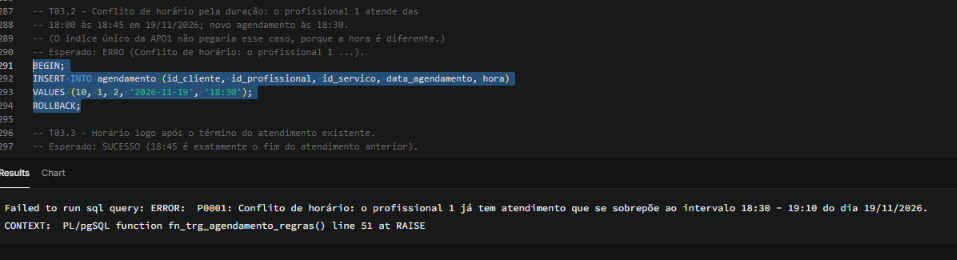 287 -- T03.2 - Conflito de horário pela duração: o profissional 1 atende das
288 -- 18:00 às 18:45 em 19/11/2026; novo agendamento às 18:30.
289 -- (O índice único da APD1 não pegaria esse caso, porque a hora é diferente.)
290 -- Esperado: ERRO (Conflito de horário: o profissional 1 ...).
291 BEGIN;
292 INSERT INTO agendamento (id_cliente, id_profissional, id_servico, data_agendamento, hora)
293 VALUES (10, 1, 2, '2026-11-19', '18:30');
294 ROLLBACK;
295
296 -- T03.3 - Horário logo após o término do atendimento existente.
297 -- Esperado: SUCESSO (18:45 é exatamente o fim do atendimento anterior).
Results Chart
Failed to run sql query: ERROR: P0001: Conflito de horário: o profissional 1 já tem atendimento que se sobrepõe ao intervalo 18:30 - 19:10 do dia 19/11/2026.
CONTEXT: PL/pgSQL function fn_trg_agendamento_regras() line 51 at RAISE